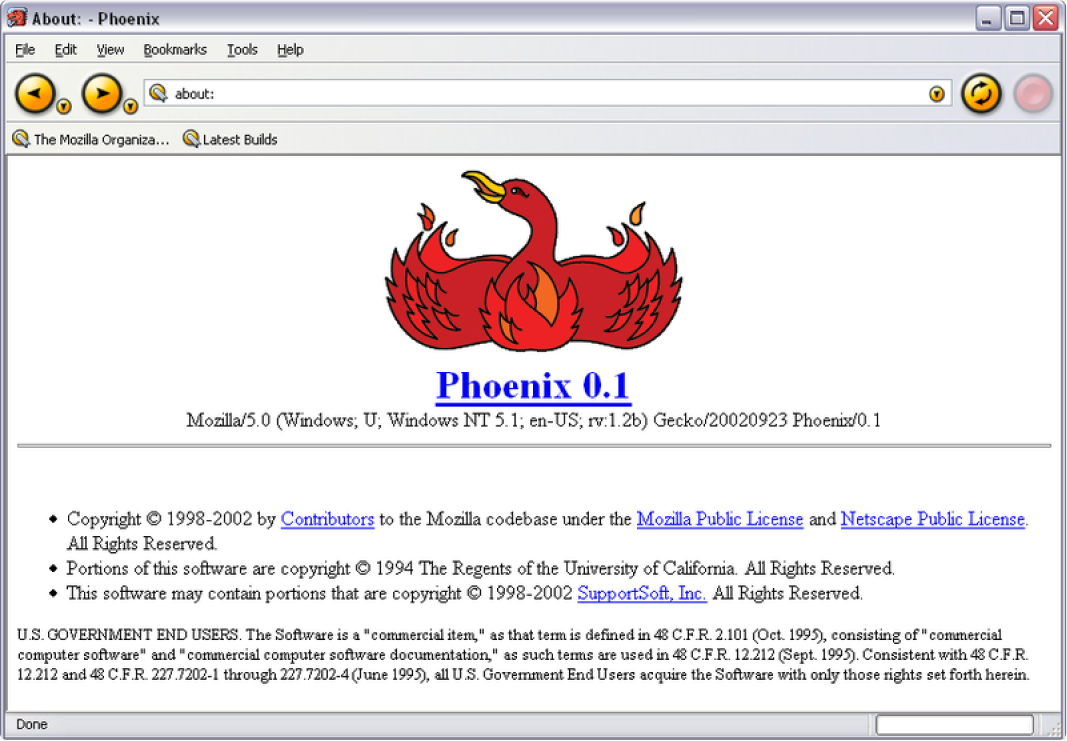 About: - Phoenix
File Edit View Bookmarks Tools Help
about:
The Mozilla Organiza... Latest Builds
Phoenix 0.1
Mozilla/5.0 (Windows; U; Windows NT 5.1; en-US; rv:1.2b) Gecko/20020923 Phoenix/0.1
• Copyright © 1998-2002 by Contributors to the Mozilla codebase under the Mozilla Public License and Netscape Public License.
All Rights Reserved.
• Portions of this software are copyright © 1994 The Regents of the University of California. All Rights Reserved.
• This software may contain portions that are copyright © 1998-2002 SupportSoft, Inc. All Rights Reserved.
U.S. GOVERNMENT END USERS. The Software is a "commercial item," as that term is defined in 48 C.F.R. 2.101 (Oct. 1995), consisting of "commercial
computer software" and "commercial computer software documentation," as such terms are used in 48 C.F.R. 12.212 (Sept. 1995). Consistent with 48 C.F.R.
12.212 and 48 C.F.R. 227.7202-1 through 227.7202-4 (June 1995), all U.S. Government End Users acquire the Software with only those rights set forth herein.
Done